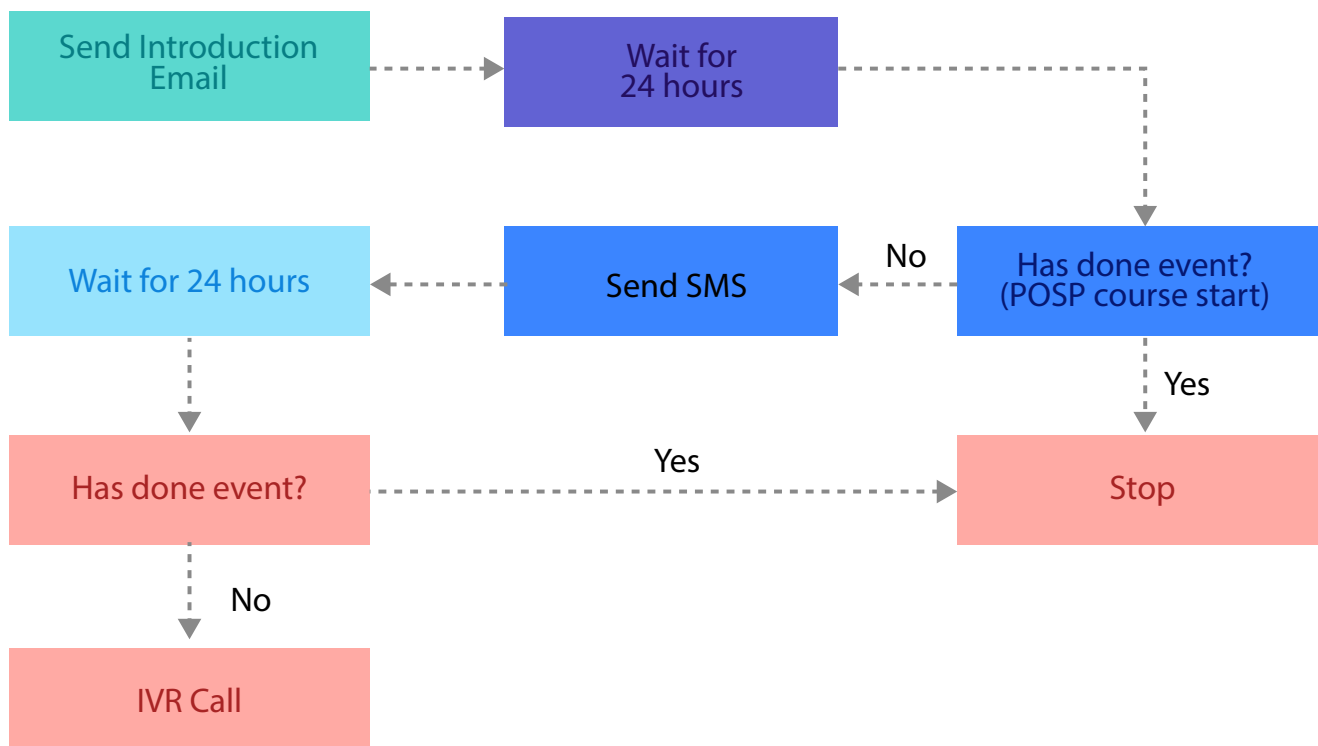 Send Introduction
Email
Wait for
24 hours
Wait for 24 hours
Send SMS
No
Has done event?
(POSP course start)
Yes
Has done event?
Yes
Stop
No
IVR Call